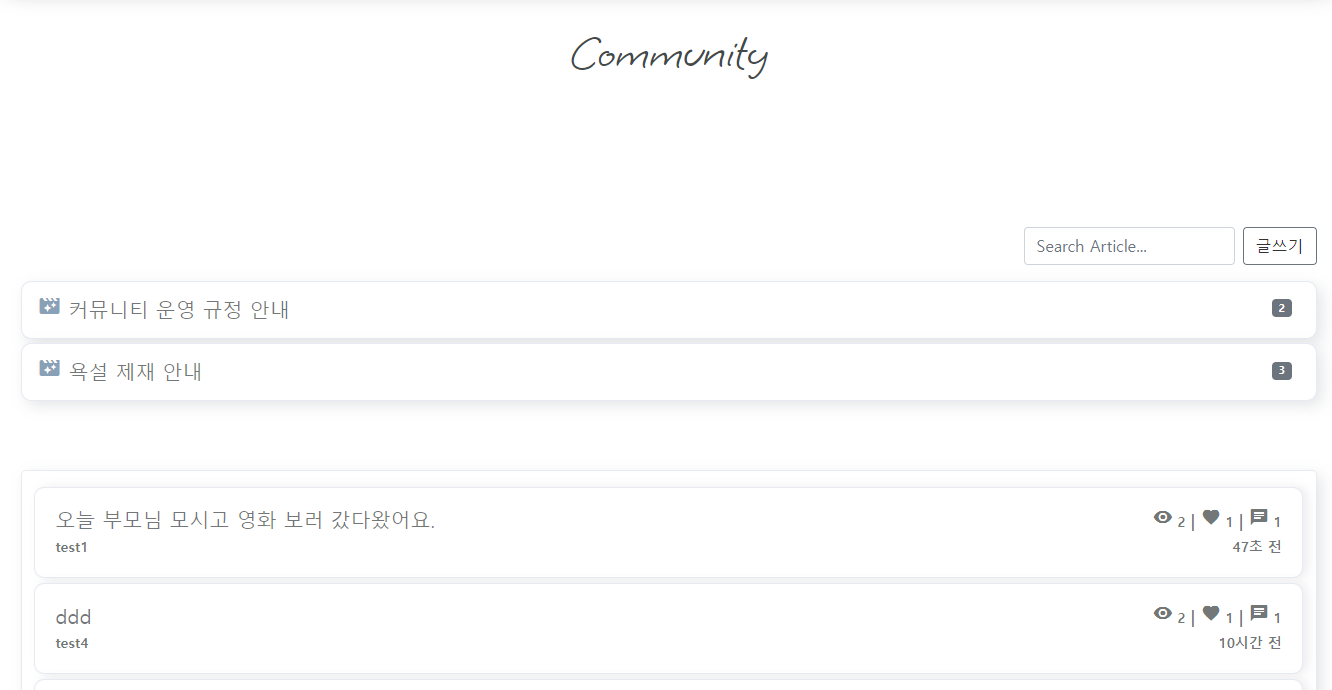 Community
Search Article...
글쓰기
커뮤니티 운영 규정 안내
2
욕설 제재 안내
3
오늘 부모님 모시고 영화 보러 갔다왔어요.
2 | 1 | 1
test1
47초 전
ddd
2 | 1 | 1
test4
10시간 전